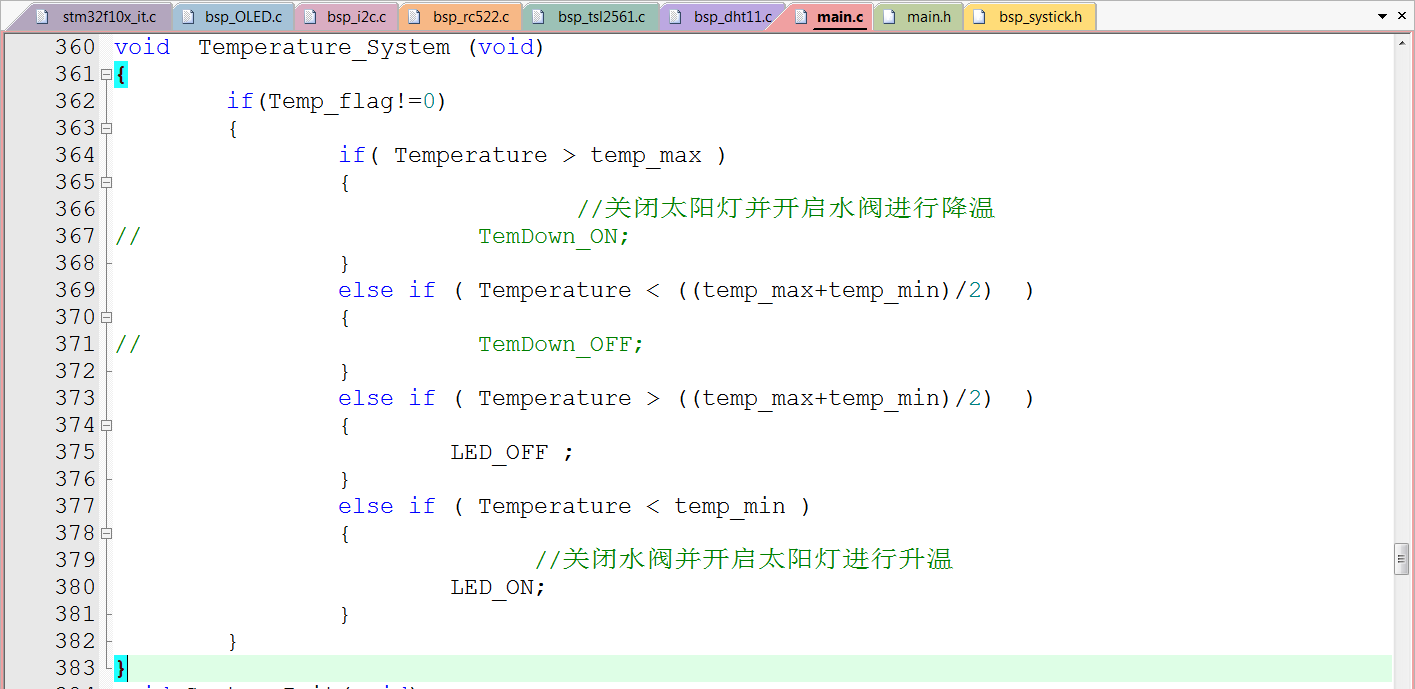 stm32f10x_it.c bsp_OLED.c bsp_i2c.c bsp_rc522.c bsp_tsl2561.c bsp_dht11.c main.c main.h bsp_systick.h
360 void  Temperature_System (void)
361 {
362 if(Temp_flag!=0)
363 {
364 if( Temperature > temp_max )
365 {
366 //关闭太阳灯并开启水阀进行降温
367 // TemDown_ON;
368 }
369 else if ( Temperature < ((temp_max+temp_min)/2)  )
370 {
371 // TemDown_OFF;
372 }
373 else if ( Temperature > ((temp_max+temp_min)/2)  )
374 {
375 LED_OFF ;
376 }
377 else if ( Temperature < temp_min )
378 {
379 //关闭水阀并开启太阳灯进行升温
380 LED_ON;
381 }
382 }
383 }